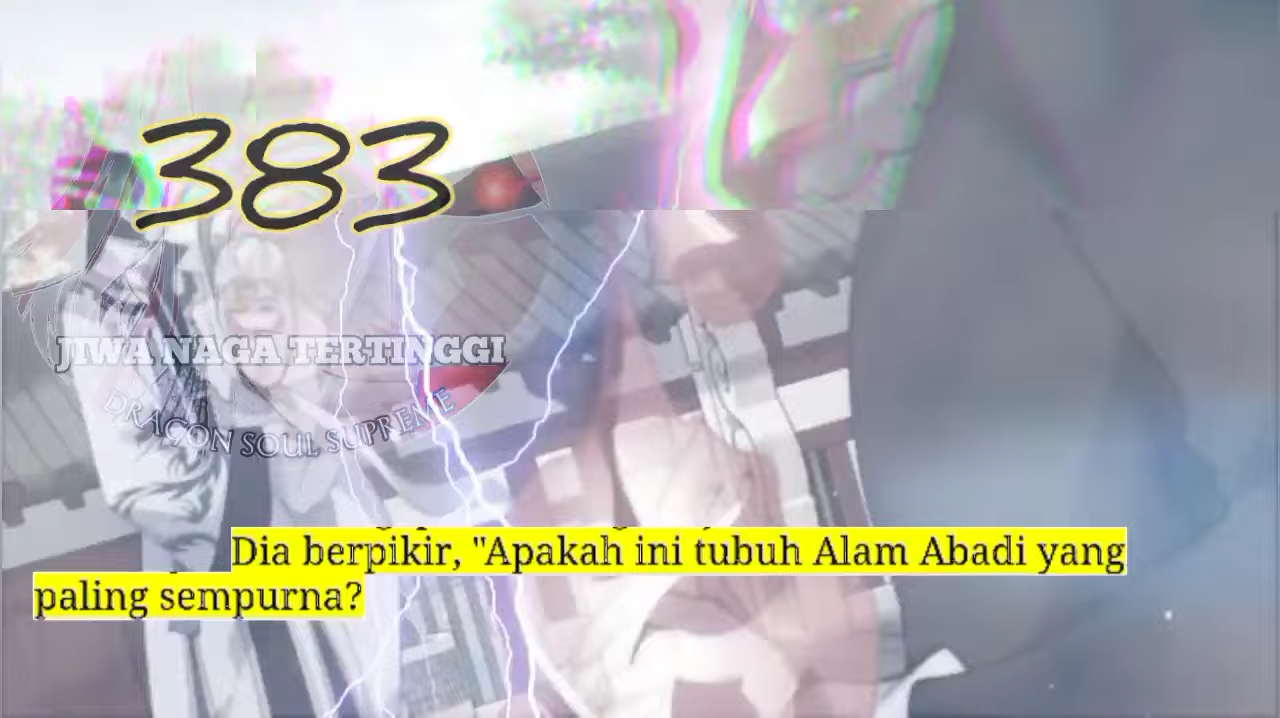 383
JIWA NAGA TERTINGGI
DRAGON SOUL SUPREME
Dia berpikir, "Apakah ini tubuh Alam Abadi yang
paling sempurna?